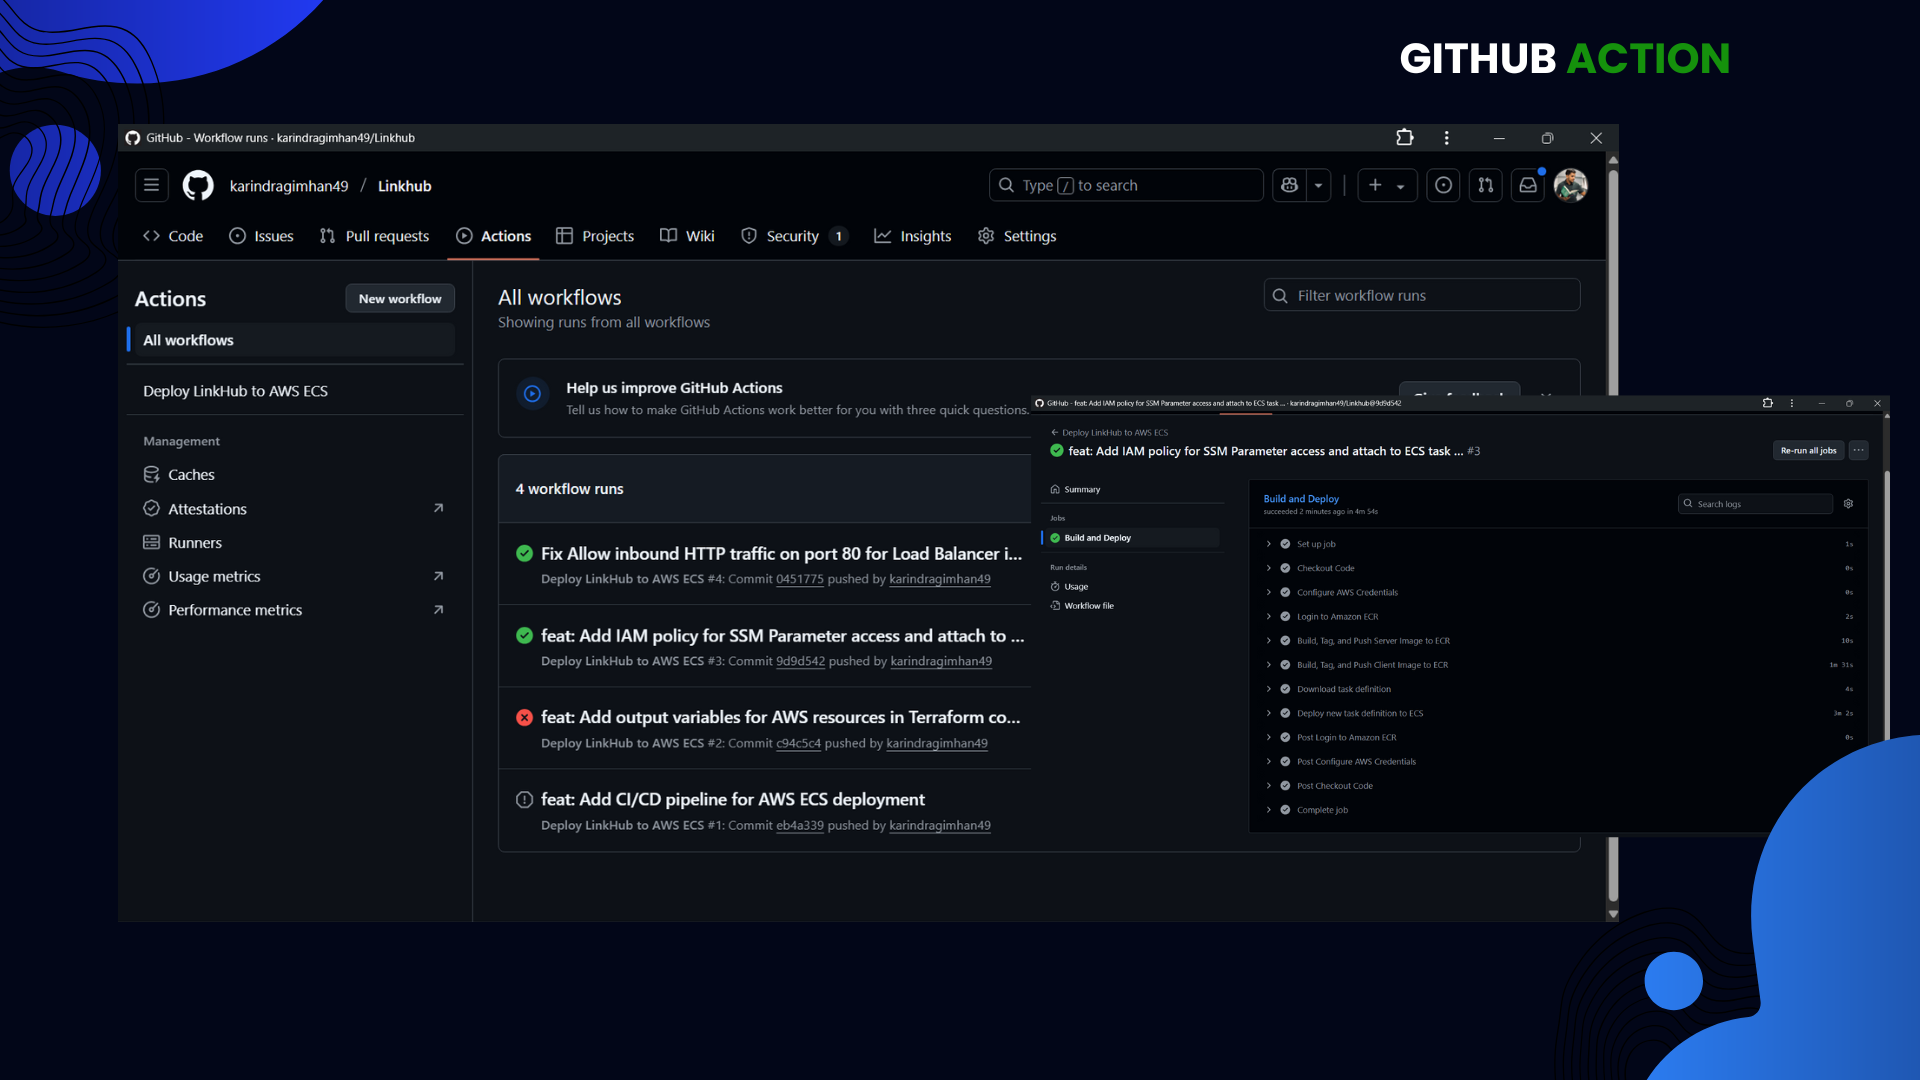 GITHUB ACTION
GitHub - Workflow runs · karindragimhan49/Linkhub
karindragimhan49 / Linkhub
Type / to search
Code
Issues
Pull requests
Actions
Projects
Wiki
Security 1
Insights
Settings
Actions
New workflow
All workflows
Deploy LinkHub to AWS ECS
Management
Caches
Attestations
Runners
Usage metrics
Performance metrics
All workflows
Showing runs from all workflows
Filter workflow runs
Help us improve GitHub Actions
Tell us how to make GitHub Actions work better for you with three quick questions.
4 workflow runs
Fix Allow inbound HTTP traffic on port 80 for Load Balancer i...
Deploy LinkHub to AWS ECS #4: Commit 0451775 pushed by karindragimhan49
feat: Add IAM policy for SSM Parameter access and attach to ...
Deploy LinkHub to AWS ECS #3: Commit 9d9d542 pushed by karindragimhan49
feat: Add output variables for AWS resources in Terraform co...
Deploy LinkHub to AWS ECS #2: Commit c94c5c4 pushed by karindragimhan49
feat: Add CI/CD pipeline for AWS ECS deployment
Deploy LinkHub to AWS ECS #1: Commit eb4a339 pushed by karindragimhan49
GitHub - feat: Add IAM policy for SSM Parameter access and attach to ECS task ... · karindragimhan49/Linkhub@9d9d542
Deploy LinkHub to AWS ECS
feat: Add IAM policy for SSM Parameter access and attach to ECS task ... #3
Re-run all jobs
Summary
Jobs
Build and Deploy
Run details
Usage
Workflow file
Build and Deploy
succeeded 2 minutes ago in 4m 54s
Search logs
Set up job 1s
Checkout Code 0s
Configure AWS Credentials 0s
Login to Amazon ECR 2s
Build, Tag, and Push Server Image to ECR 10s
Build, Tag, and Push Client Image to ECR 1m 31s
Download task definition 4s
Deploy new task definition to ECS 3m 2s
Post Login to Amazon ECR 0s
Post Configure AWS Credentials
Post Checkout Code
Complete job